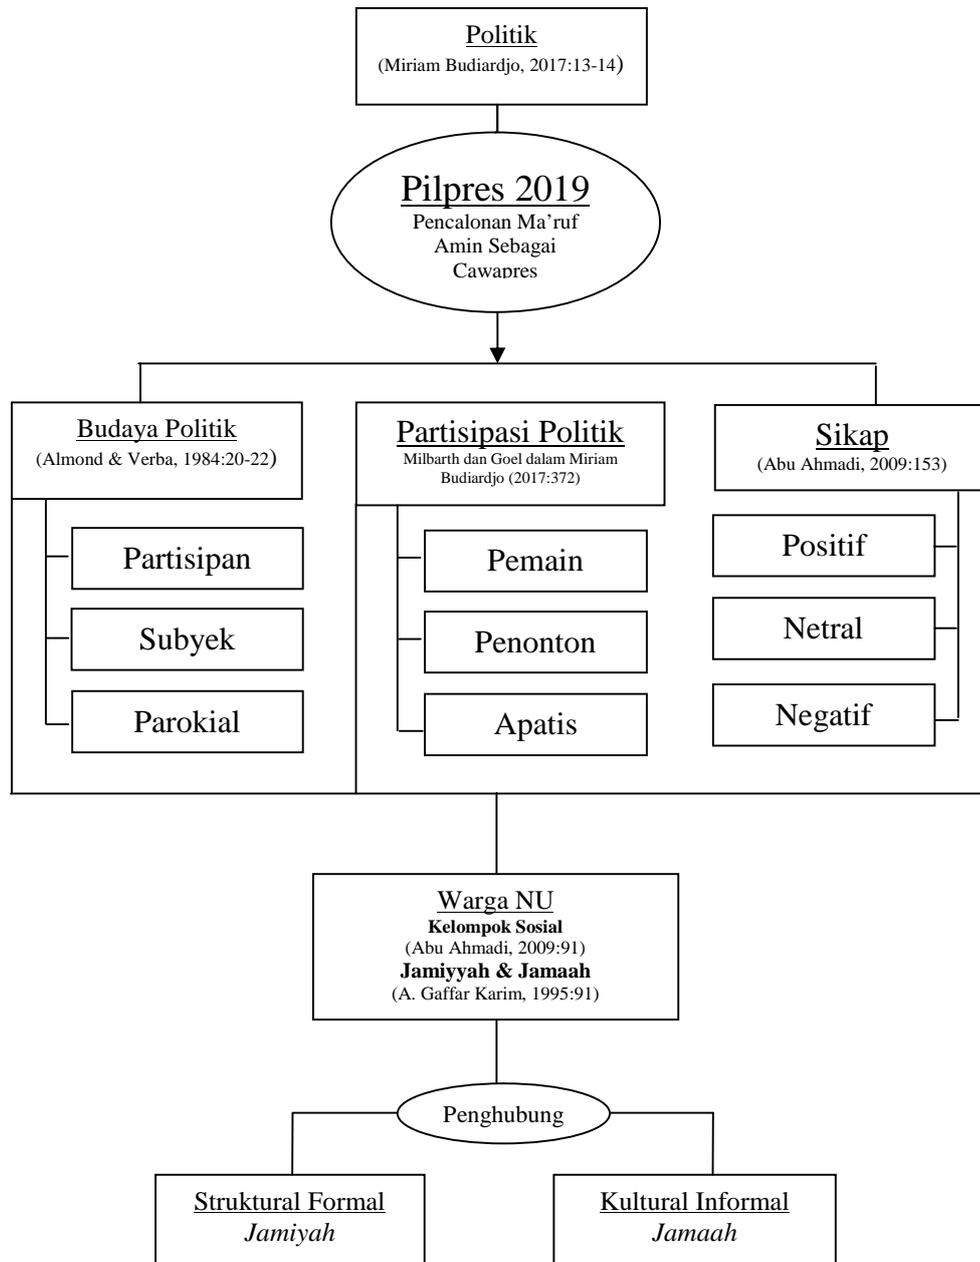 Politik
(Miriam Budiardjo, 2017:13-14)
Pilpres 2019
Pencalonan Ma’ruf
Amin Sebagai
Cawapres
Budaya Politik
(Almond & Verba, 1984:20-22)
Partisipan
Subyek
Parokial
Partisipasi Politik
Milbarth dan Goel dalam Miriam
Budiardjo (2017:372)
Pemain
Penonton
Apatis
Sikap
(Abu Ahmadi, 2009:153)
Positif
Netral
Negatif
Warga NU
Kelompok Sosial
(Abu Ahmadi, 2009:91)
Jamiyyah & Jamaah
(A. Gaffar Karim, 1995:91)
Penghubung
Struktural Formal
Jamiyah
Kultural Informal
Jamaah